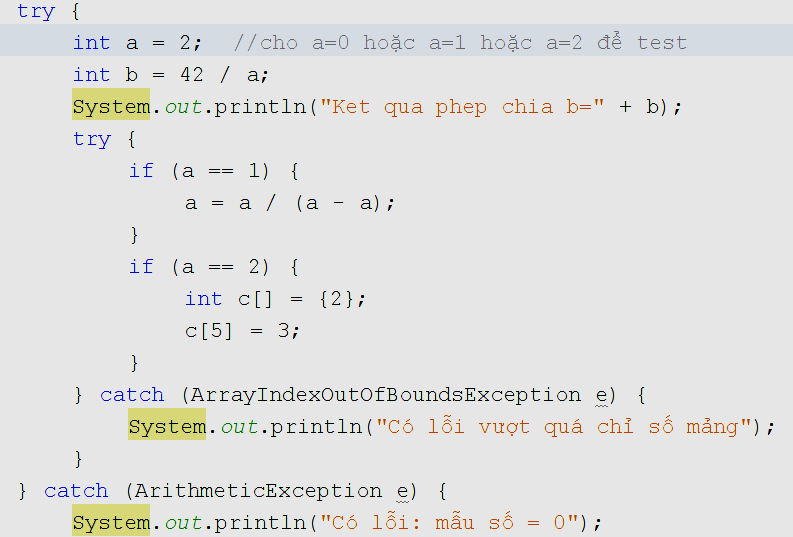 try {
int a = 2;  //cho a=0 hoặc a=1 hoặc a=2 để test
int b = 42 / a;
System.out.println("Ket qua phep chia b=" + b);
try {
if (a == 1) {
a = a / (a - a);
}
if (a == 2) {
int c[] = {2};
c[5] = 3;
}
} catch (ArrayIndexOutOfBoundsException e) {
System.out.println("Có lỗi vượt quá chỉ số mảng");
}
} catch (ArithmeticException e) {
System.out.println("Có lỗi: mẫu số = 0");